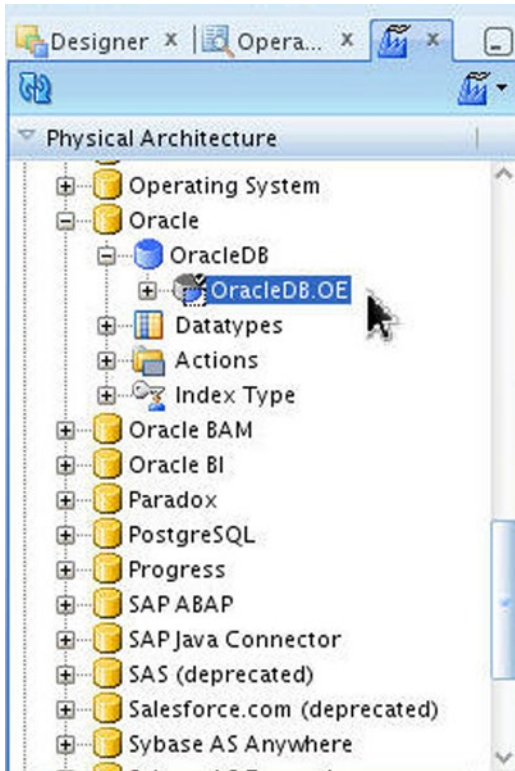 Designer x Opera... x x
Physical Architecture
Operating System
Oracle
OracleDB
OracleDB.OE
Datatypes
Actions
Index Type
Oracle BAM
Oracle BI
Paradox
PostgreSQL
Progress
SAP ABAP
SAP Java Connector
SAS (deprecated)
Salesforce.com (deprecated)
Sybase AS Anywhere